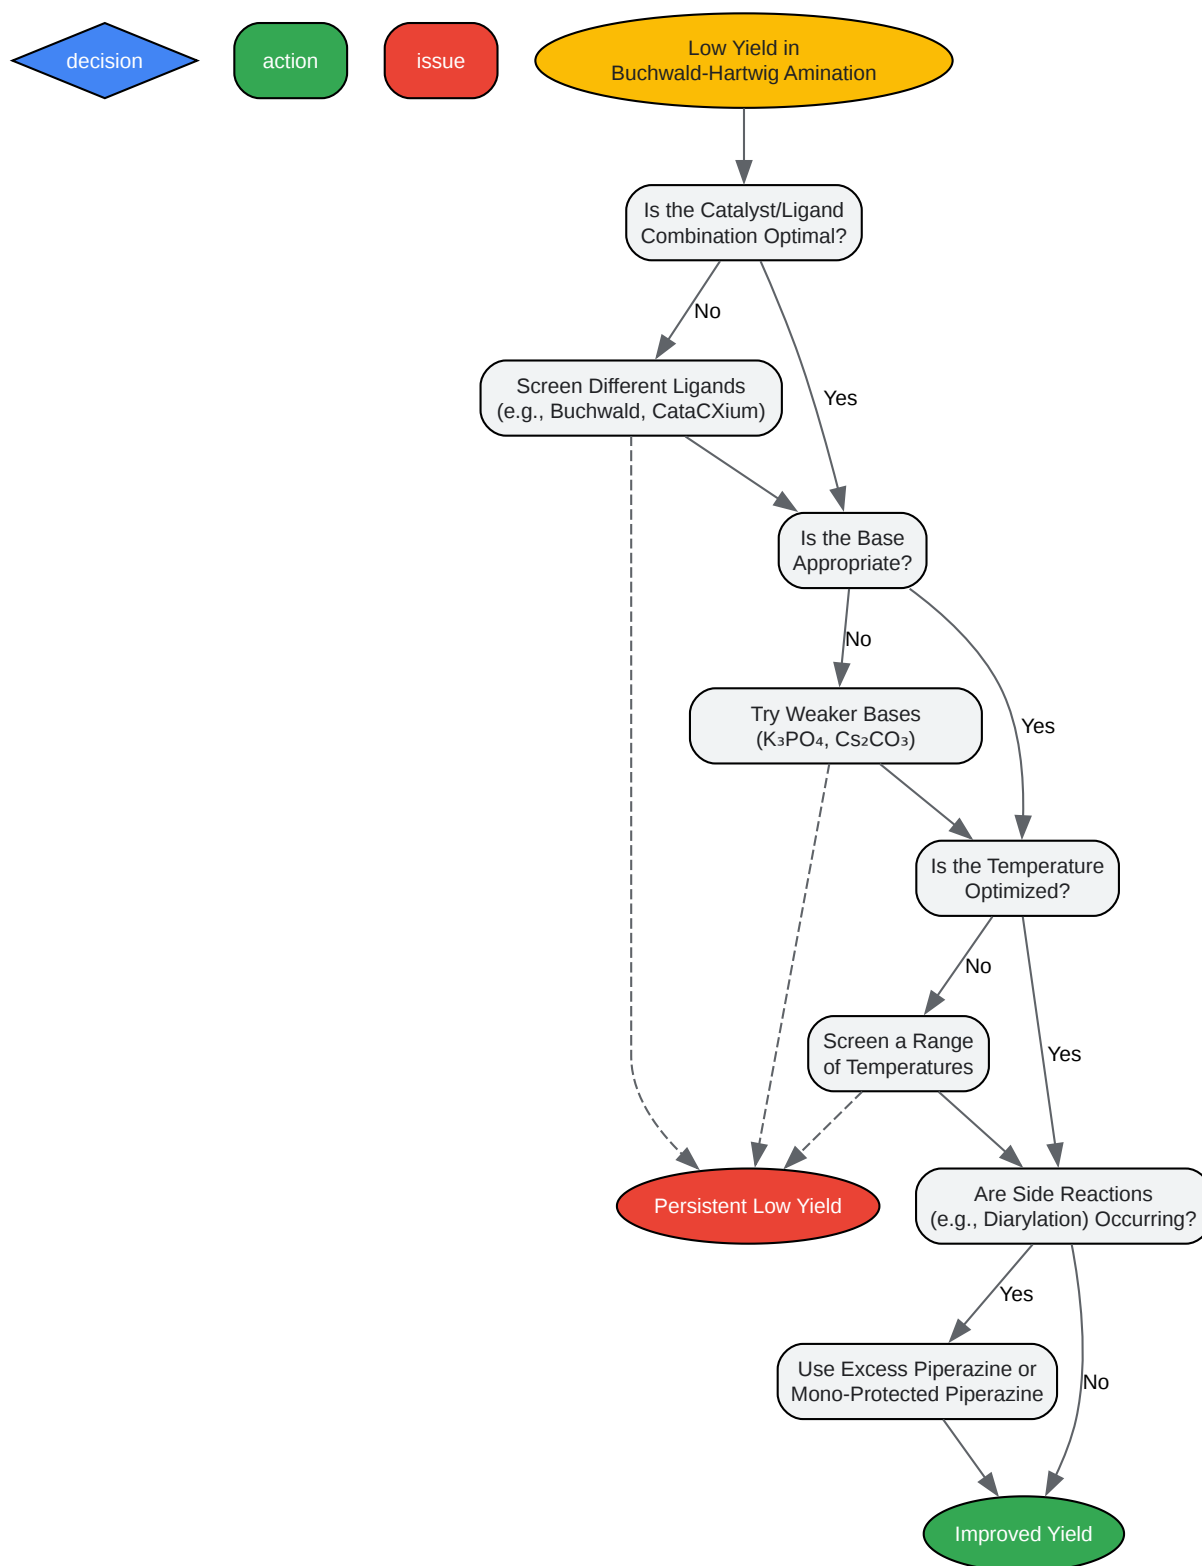 decision
action
issue
Low Yield in
Buchwald-Hartwig Amination
Is the Catalyst/Ligand
Combination Optimal?
No
Screen Different Ligands
(e.g., Buchwald, CataCXium)
Yes
Is the Base
Appropriate?
No
Try Weaker Bases
(K₃PO₄, Cs₂CO₃)
Yes
Is the Temperature
Optimized?
No
Screen a Range
of Temperatures
Yes
Persistent Low Yield
Are Side Reactions
(e.g., Diarylation) Occurring?
Yes
Use Excess Piperazine or
Mono-Protected Piperazine
No
Improved Yield